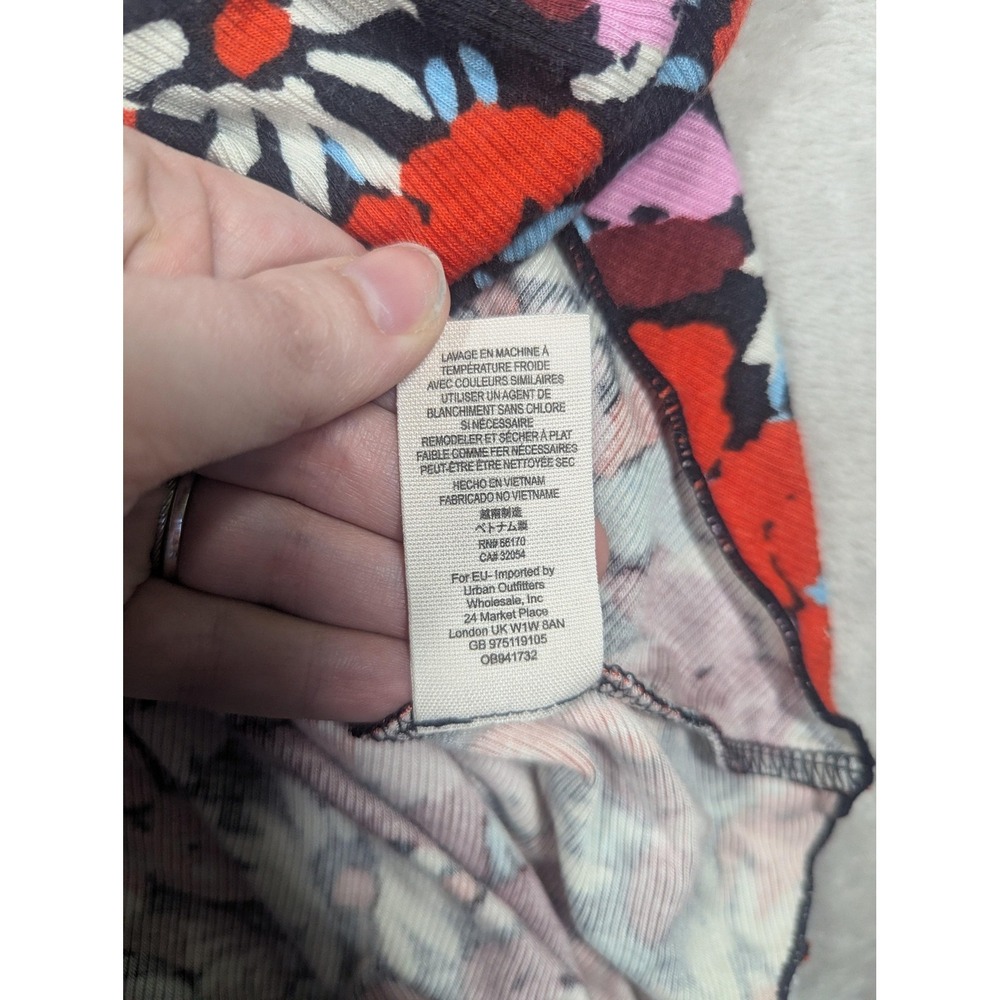 LAVAGE EN MACHINE À
TEMPÉRATURE FROIDE
AVEC COULEURS SIMILAIRES
UTILISER UN AGENT DE
BLANCHIMENT SANS CHLORE
SI NÉCESSAIRE
REMODELER ET SÉCHER À PLAT
FAIBLE COMME FER NÉCESSAIRES
PEUT-ÊTRE ÊTRE NETTOYÉE SEC
HECHO EN VIETNAM
FABRICADO NO VIETNAME
越南制造
ベトナム製
RN# 66170
CA# 32054
For EU- Imported by
Urban Outfitters
Wholesale, Inc
24 Market Place
London UK W1W 8AN
GB 975119105
OB941732